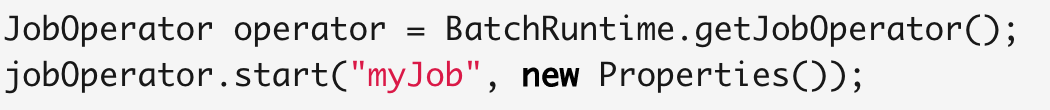 JobOperator operator = BatchRuntime.getJobOperator();
jobOperator.start("myJob", new Properties());